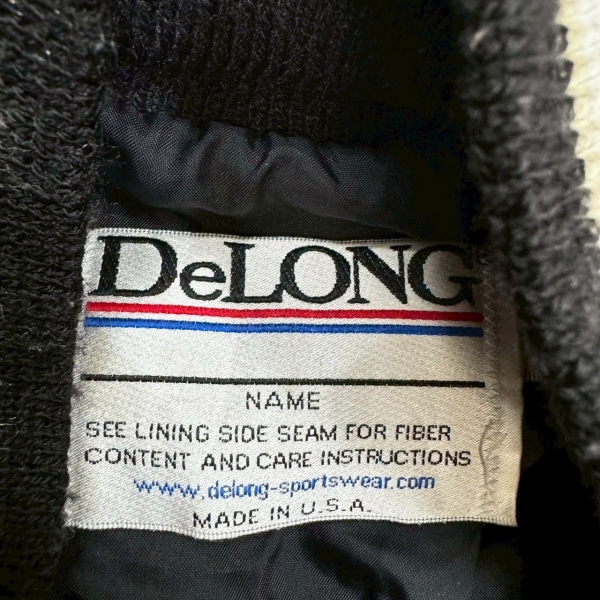 DeLONG
NAME
SEE LINING SIDE SEAM FOR FIBER
CONTENT AND CARE INSTRUCTIONS
www.delong-sportswear.com
MADE IN U.S.A.